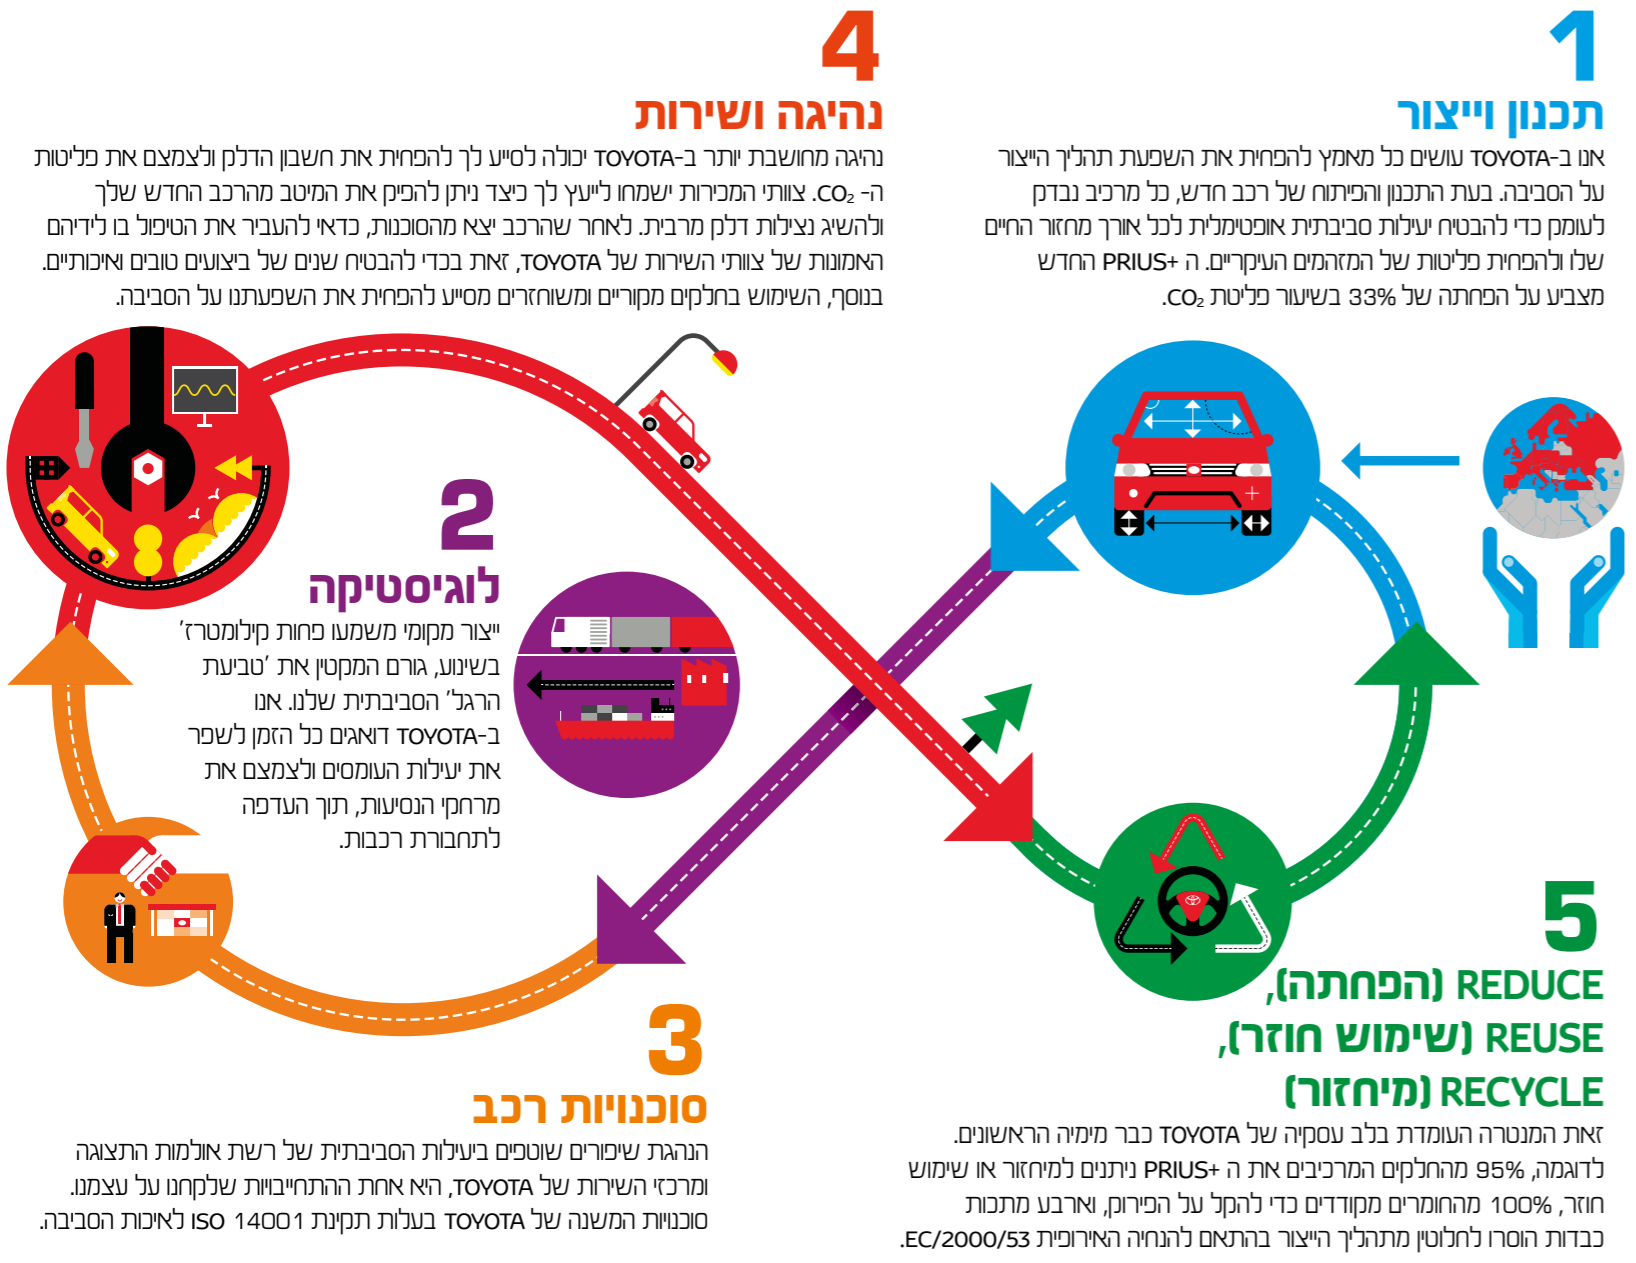 1
תכנון וייצור
אנו ב-TOYOTA עושים כל מאמץ להפחית את השפעת תהליך הייצור
על הסביבה. בעת התכנון והפיתוח של רכב חדש, כל מרכיב נבדק
לעומק כדי להבטיח יעילות סביבתית אופטימלית לכל אורך מחזור החיים
שלו ולהפחית פליטות של המזהמים העיקריים. ה +PRIUS החדש
מצביע על הפחתה של 33% בשיעור פליטת CO₂.
2
לוגיסטיקה
ייצור מקומי משמעו פחות קילומטרז'
בשינוע, גורם המקטין את 'טביעת
הרגל' הסביבתית שלנו. אנו
ב-TOYOTA דואגים כל הזמן לשפר
את יעילות העומסים ולצמצם את
מרחקי הנסיעות, תוך העדפה
לתחבורת רכבות.
3
סוכנויות רכב
הנהגת שיפורים שוטפים ביעילות הסביבתית של רשת אולמות התצוגה
ומרכזי השירות של TOYOTA, היא אחת ההתחייבויות שלקחנו על עצמנו.
סוכנויות המשנה של TOYOTA בעלות תקינת ISO 14001 לאיכות הסביבה.
4
נהיגה ושירות
נהיגה מחושבת יותר ב-TOYOTA יכולה לסייע לך להפחית את חשבון הדלק ולצמצם את פליטות
ה- CO₂. צוותי המכירות ישמחו לייעץ לך כיצד ניתן להפיק את המיטב מהרכב החדש שלך
ולהשיג נצילות דלק מרבית. לאחר שהרכב יצא מהסוכנות, כדאי להעביר את הטיפול בו לידיהם
האמונות של צוותי השירות של TOYOTA, זאת בכדי להבטיח שנים של ביצועים טובים ואיכותיים.
בנוסף, השימוש בחלקים מקוריים ומשוחזרים מסייע להפחית את השפעתנו על הסביבה.
5
REDUCE (הפחתה),
REUSE (שימוש חוזר),
RECYCLE (מיחזור)
זאת המנטרה העומדת בלב עסקיה של TOYOTA כבר מימיה הראשונים.
לדוגמה, 95% מהחלקים המרכיבים את ה +PRIUS ניתנים למיחזור או שימוש
חוזר, 100% מהחומרים מקודדים כדי להקל על הפירוק, וארבע מתכות
כבדות הוסרו לחלוטין מתהליך הייצור בהתאם להנחיה האירופית EC/2000/53.